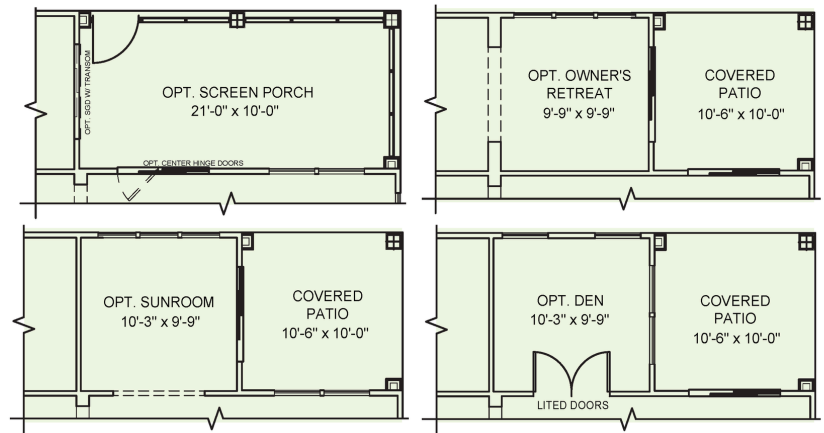 OPT. SGD W/ TRANSOM
OPT. SCREEN PORCH
21'-0" x 10'-0"
OPT. CENTER HINGE DOORS
OPT. OWNER'S
RETREAT
9'-9" x 9'-9"
COVERED
PATIO
10'-6" x 10'-0"
OPT. SUNROOM
10'-3" x 9'-9"
COVERED
PATIO
10'-6" x 10'-0"
OPT. DEN
10'-3" x 9'-9"
LITED DOORS
COVERED
PATIO
10'-6" x 10'-0"